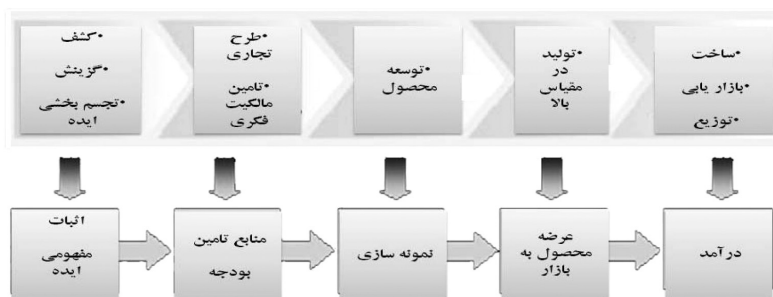 •کشف
•گزینش
•تجسم بخشی
ایده
•طرح
تجاری
•تامین
مالکیت
فکری
•توسعه
محصول
•تولید
در
مقیاس
بالا
•ساخت
•بازار یابی
•توزیع
اثبات
مفهومی
ایده
منابع تامین
بودجه
نمونه سازی
عرضه
محصول به
بازار
درآمد